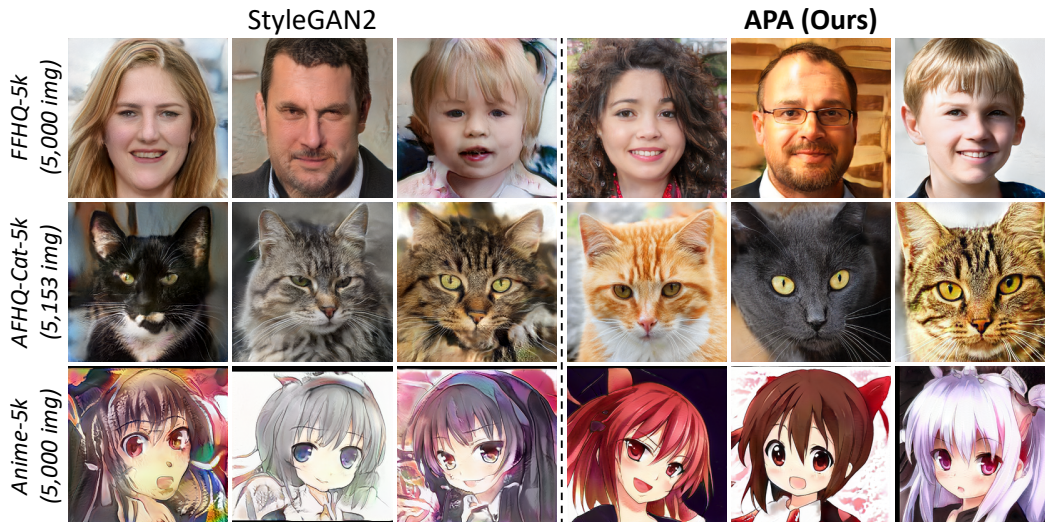 StyleGAN2
APA (Ours)
FFHQ-5k
(5,000 img)
AFHQ-Cat-5k
(5,153 img)
Anime-5k
(5,000 img)